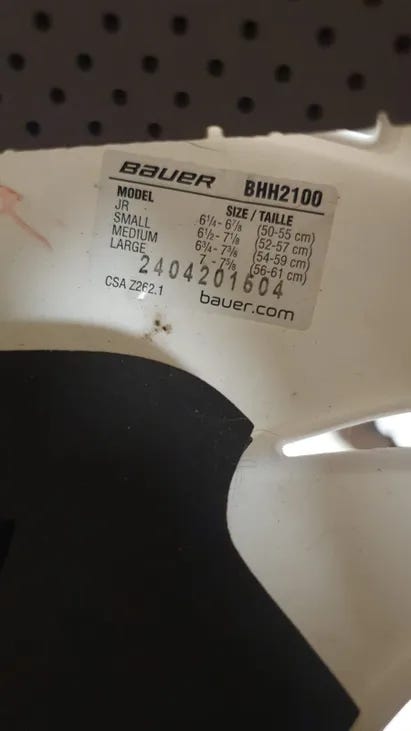 BAUER BHH2100
MODEL SIZE / TAILLE
JR 6¼ - 6⅞ (50-55 cm)
SMALL 6½ - 7⅛ (52-57 cm)
MEDIUM 6¾ - 7⅜ (54-59 cm)
LARGE 7 - 7⅝ (56-61 cm)
2404201604
CSA Z262.1 bauer.com